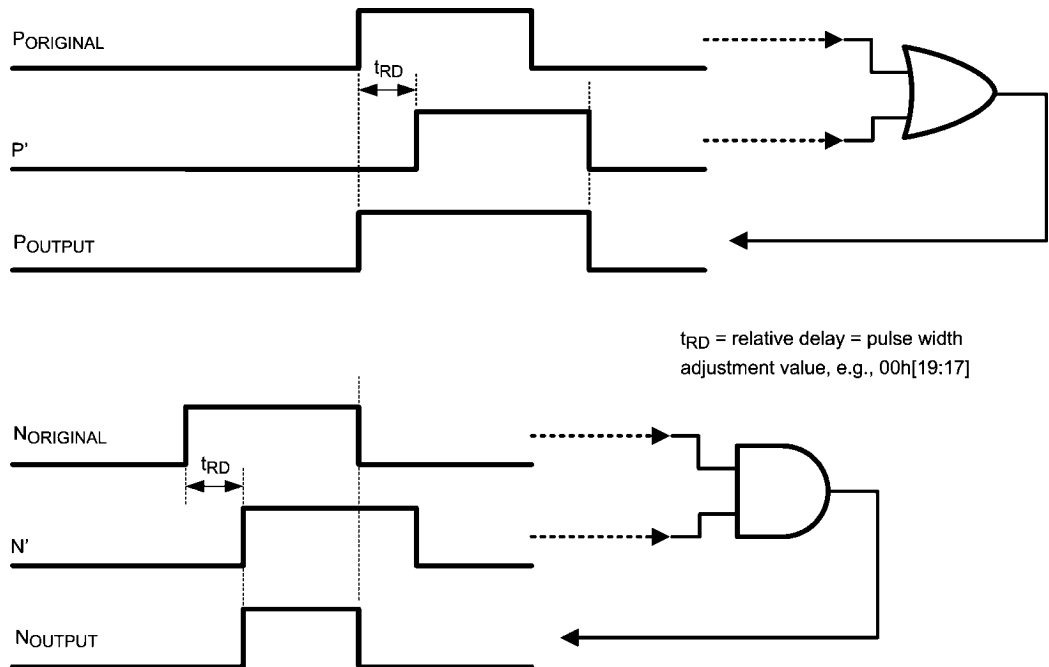 PORIGINAL
tRD
P'
POUTPUT
tRD = relative delay = pulse width
adjustment value, e.g., 00h[19:17]
NORIGINAL
tRD
N'
NOUTPUT